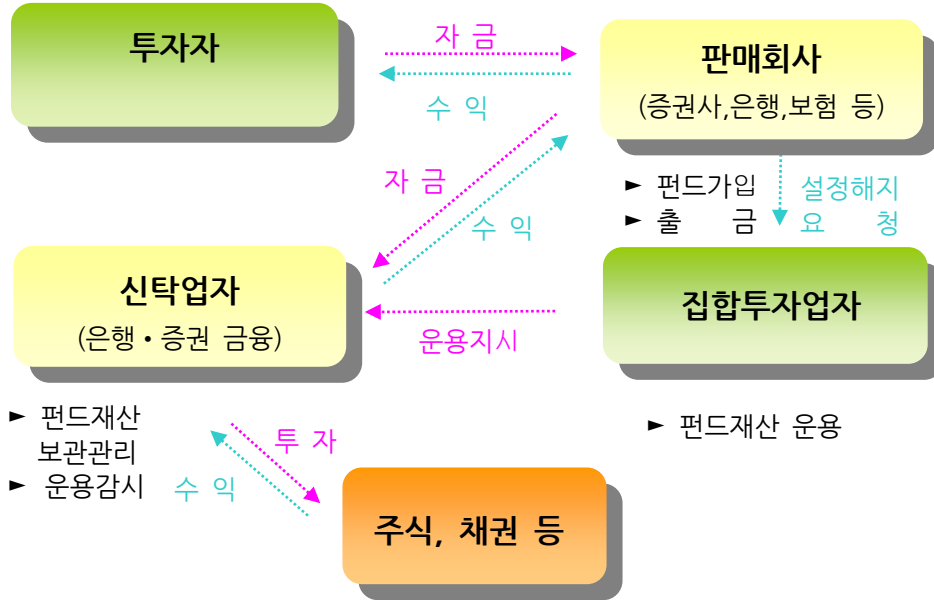 투자자
자 금
수 익
판매회사
(증권사,은행,보험 등)
자 금
수 익
► 펀드가입
► 출 금
설정해지
요 청
신탁업자
(은행·증권 금융)
운용지시
집합투자업자
► 펀드재산
보관관리
► 운용감시
투 자
수 익
► 펀드재산 운용
주식, 채권 등